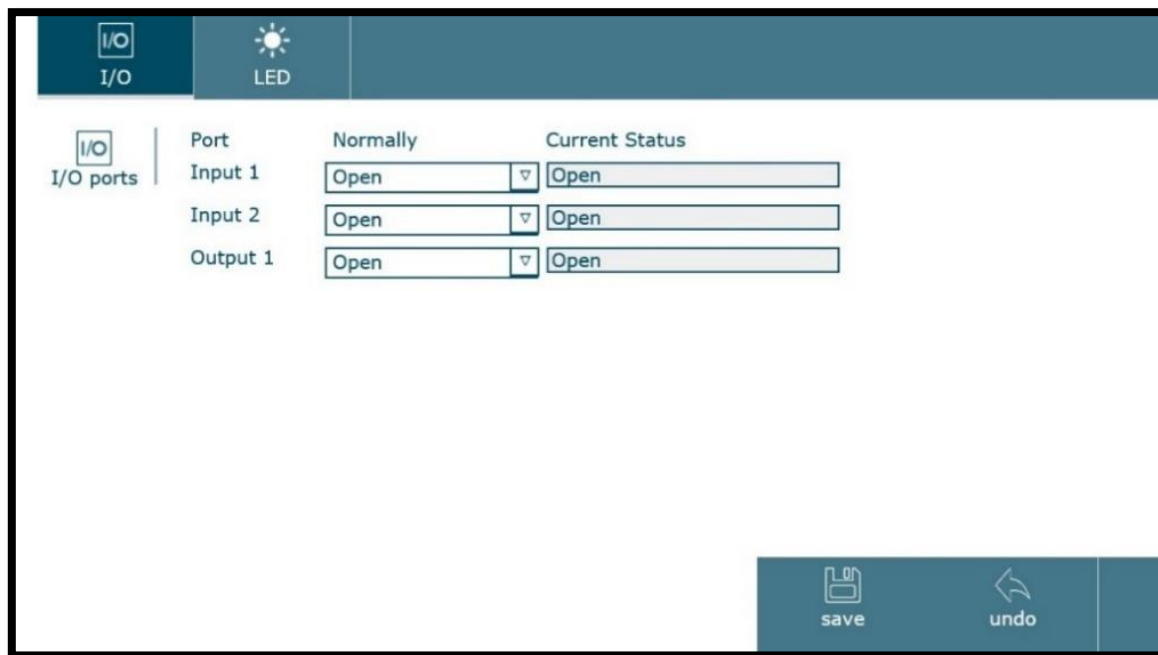 I/O
I/O LED
I/O
I/O ports
Port Normally Current Status
Input 1 Open Open
Input 2 Open Open
Output 1 Open Open
save undo